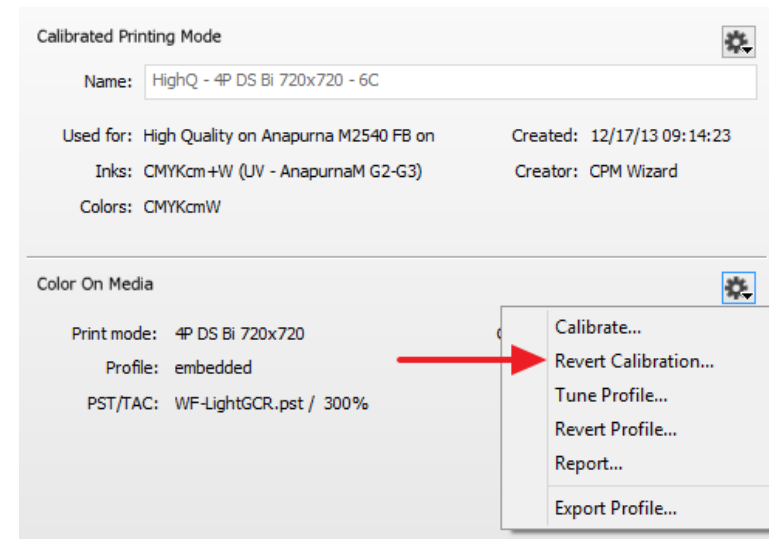 Calibrated Printing Mode
Name: HighQ - 4P DS Bi 720x720 - 6C
Used for: High Quality on Anapurna M2540 FB on Created: 12/17/13 09:14:23
Inks: CMYKcm+W (UV - AnapurnaM G2-G3) Creator: CPM Wizard
Colors: CMYKcmW
Color On Media
Print mode: 4P DS Bi 720x720
Profile: embedded
PST/TAC: WF-LightGCR.pst / 300%
Calibrate...
Revert Calibration...
Tune Profile...
Revert Profile...
Report...
Export Profile...